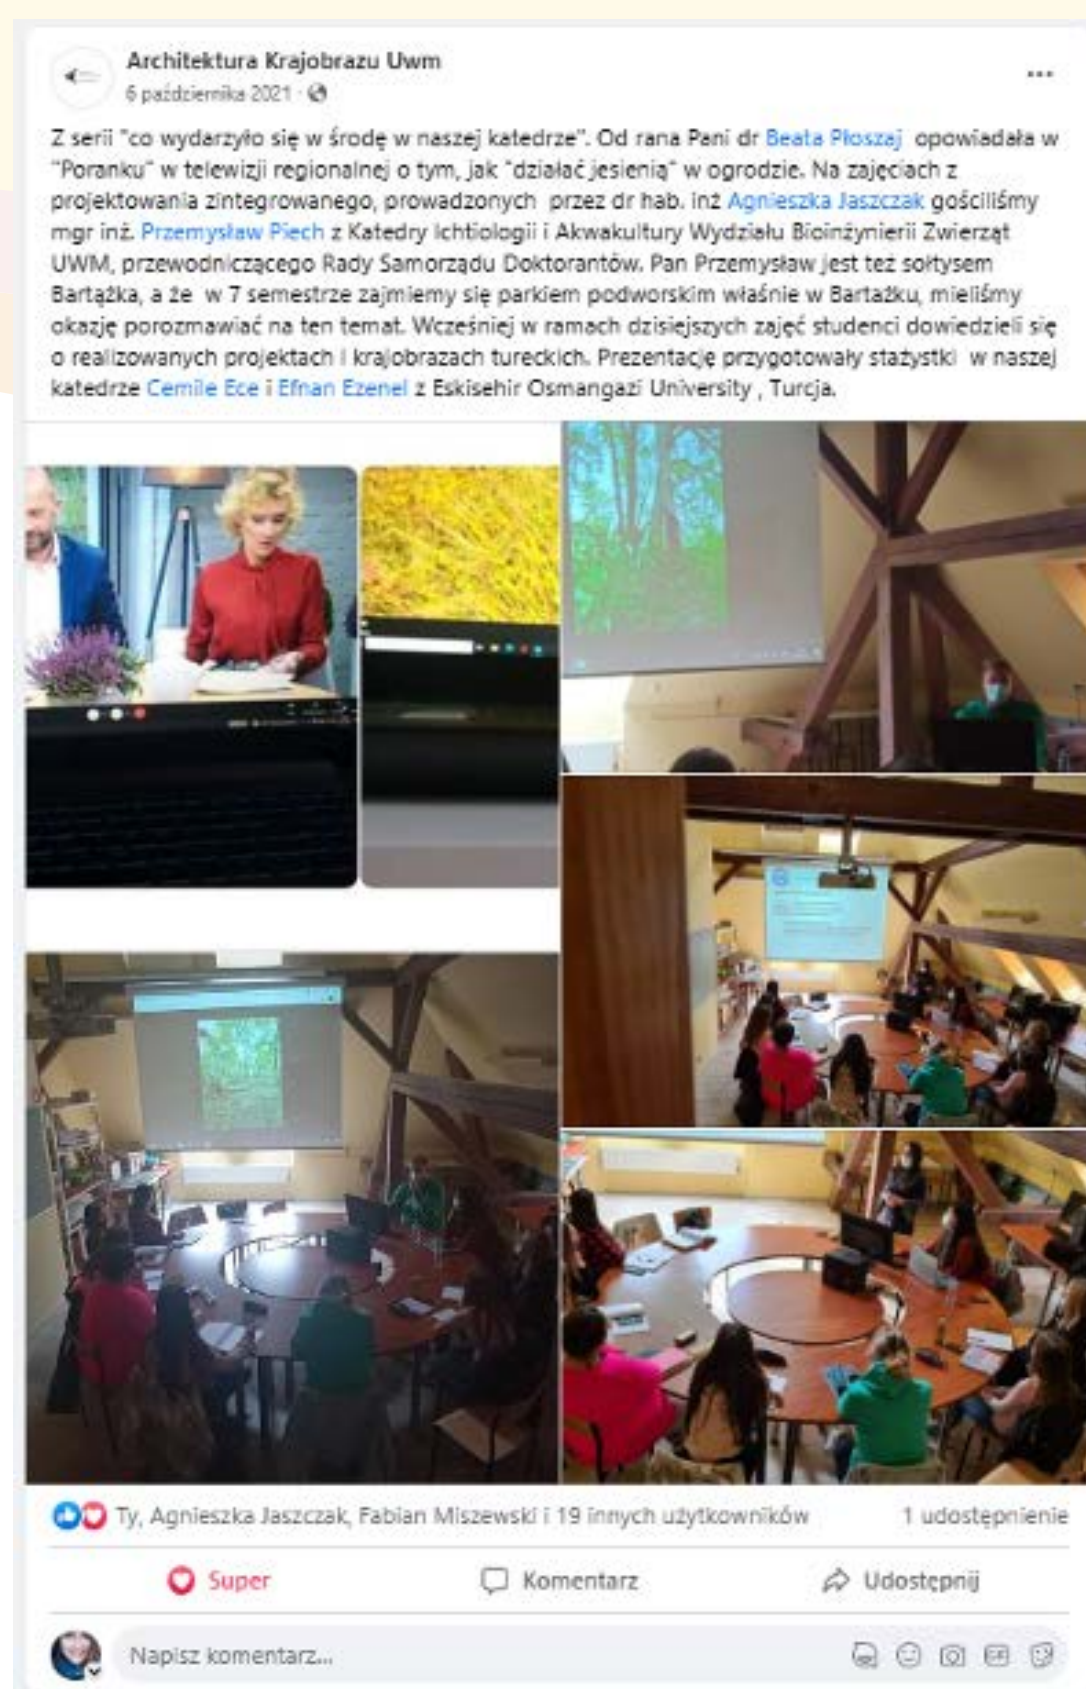 Architektura Krajobrazu Uwm
6 października 2021
Z serii "co wydarzyło się w środę w naszej katedrze". Od rana Pani dr Beata Płoszaj opowiadała w
"Poranku" w telewizji regionalnej o tym, jak "działać jesienią" w ogrodzie. Na zajęciach z
projektowania zintegrowanego, prowadzonych przez dr hab. inż Agnieszka Jaszczak gościliśmy
mgr inż. Przemysław Piech z Katedry Ichtiologii i Akwakultury Wydziału Bioinżynierii Zwierząt
UWM, przewodniczącego Rady Samorządu Doktorantów. Pan Przemysław jest też sołtysem
Bartążka, a że w 7 semestrze zajmiemy się parkiem podworskim właśnie w Bartażku, mieliśmy
okazję porozmawiać na ten temat. Wcześniej w ramach dzisiejszych zajęć studenci dowiedzieli się
o realizowanych projektach i krajobrazach tureckich. Prezentację przygotowały stażystki w naszej
katedrze Cemile Ece i Efnan Ezenel z Eskisehir Osmangazi University , Turcja.
Ty, Agnieszka Jaszczak, Fabian Miszewski i 19 innych użytkowników
1 udostępnienie
Super
Komentarz
Udostępnij
Napisz komentarz...
GIF